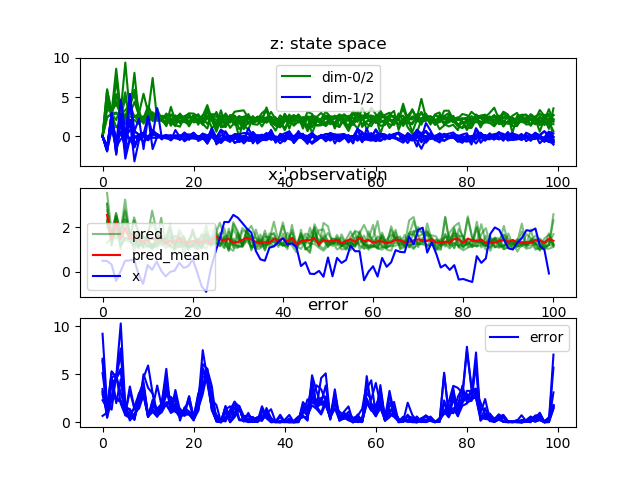 z: state space
10
5
0
dim-0/2
dim-1/2
0 20 40 60 80 100
x: observation
2
0
pred
pred_mean
x
0 20 40 60 80 100
error
10
5
0
error
0 20 40 60 80 100